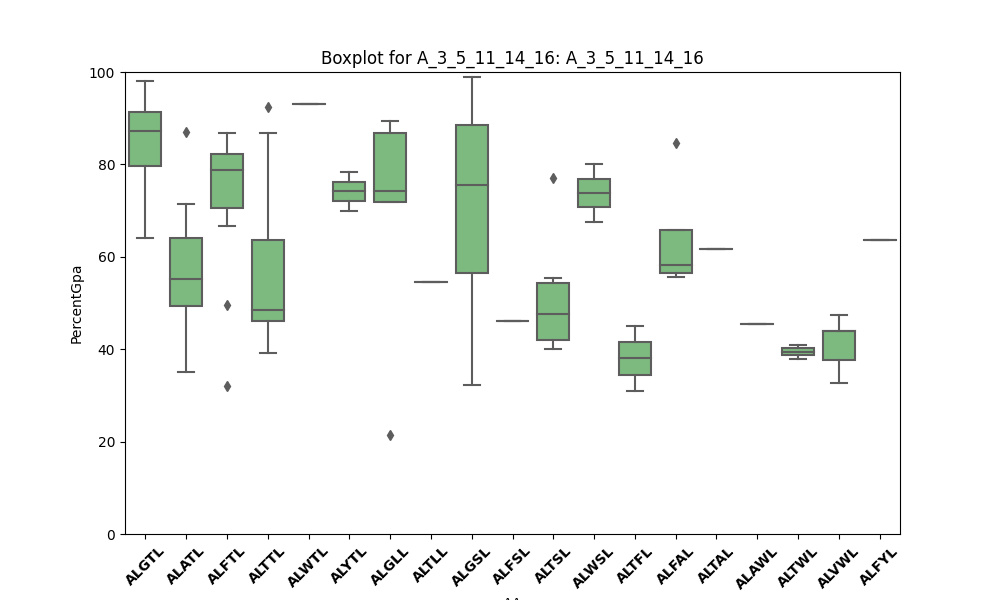 Boxplot for A_3_5_11_14_16: A_3_5_11_14_16
100
80
60
40
20
0
PercentGpa
ALGTL
ALATL
ALFTL
ALTTL
ALWTL
ALYTL
ALGLL
ALTLL
ALGSL
ALFSL
ALTSL
ALWSL
ALTFL
ALFAL
ALTAL
ALAWL
ALTWL
ALVWL
ALFYL